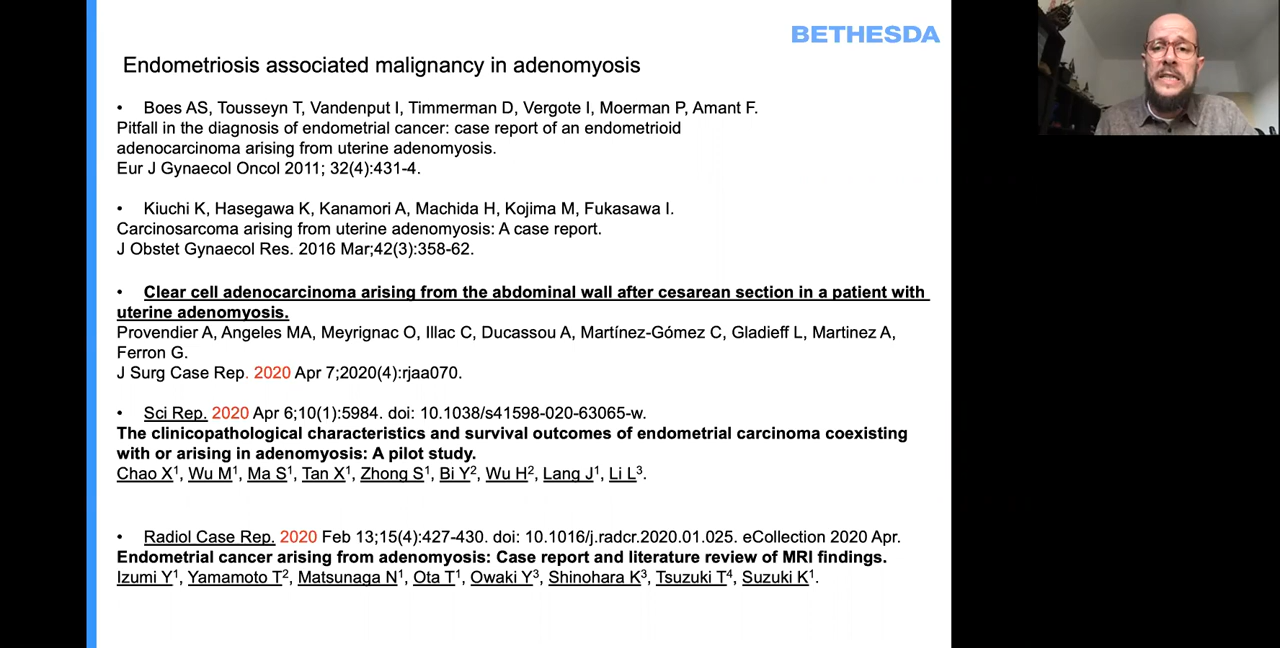 BETHESDA
Endometriosis associated malignancy in adenomyosis
• Boes AS, Tousseyn T, Vandenput I, Timmerman D, Vergote I, Moerman P, Amant F.
Pitfall in the diagnosis of endometrial cancer: case report of an endometrioid
adenocarcinoma arising from uterine adenomyosis.
Eur J Gynaecol Oncol 2011; 32(4):431-4.
• Kiuchi K, Hasegawa K, Kanamori A, Machida H, Kojima M, Fukasawa I.
Carcinosarcoma arising from uterine adenomyosis: A case report.
J Obstet Gynaecol Res. 2016 Mar;42(3):358-62.
• Clear cell adenocarcinoma arising from the abdominal wall after cesarean section in a patient with
uterine adenomyosis.
Provendier A, Angeles MA, Meyrignac O, Illac C, Ducassou A, Martínez-Gómez C, Gladieff L, Martinez A,
Ferron G.
J Surg Case Rep. 2020 Apr 7;2020(4):rjaa070.
• Sci Rep. 2020 Apr 6;10(1):5984. doi: 10.1038/s41598-020-63065-w.
The clinicopathological characteristics and survival outcomes of endometrial carcinoma coexisting
with or arising in adenomyosis: A pilot study.
Chao X¹, Wu M¹, Ma S¹, Tan X¹, Zhong S¹, Bi Y², Wu H², Lang J¹, Li L³.
• Radiol Case Rep. 2020 Feb 13;15(4):427-430. doi: 10.1016/j.radcr.2020.01.025. eCollection 2020 Apr.
Endometrial cancer arising from adenomyosis: Case report and literature review of MRI findings.
Izumi Y¹, Yamamoto T², Matsunaga N¹, Ota T¹, Owaki Y³, Shinohara K³, Tsuzuki T⁴, Suzuki K¹.